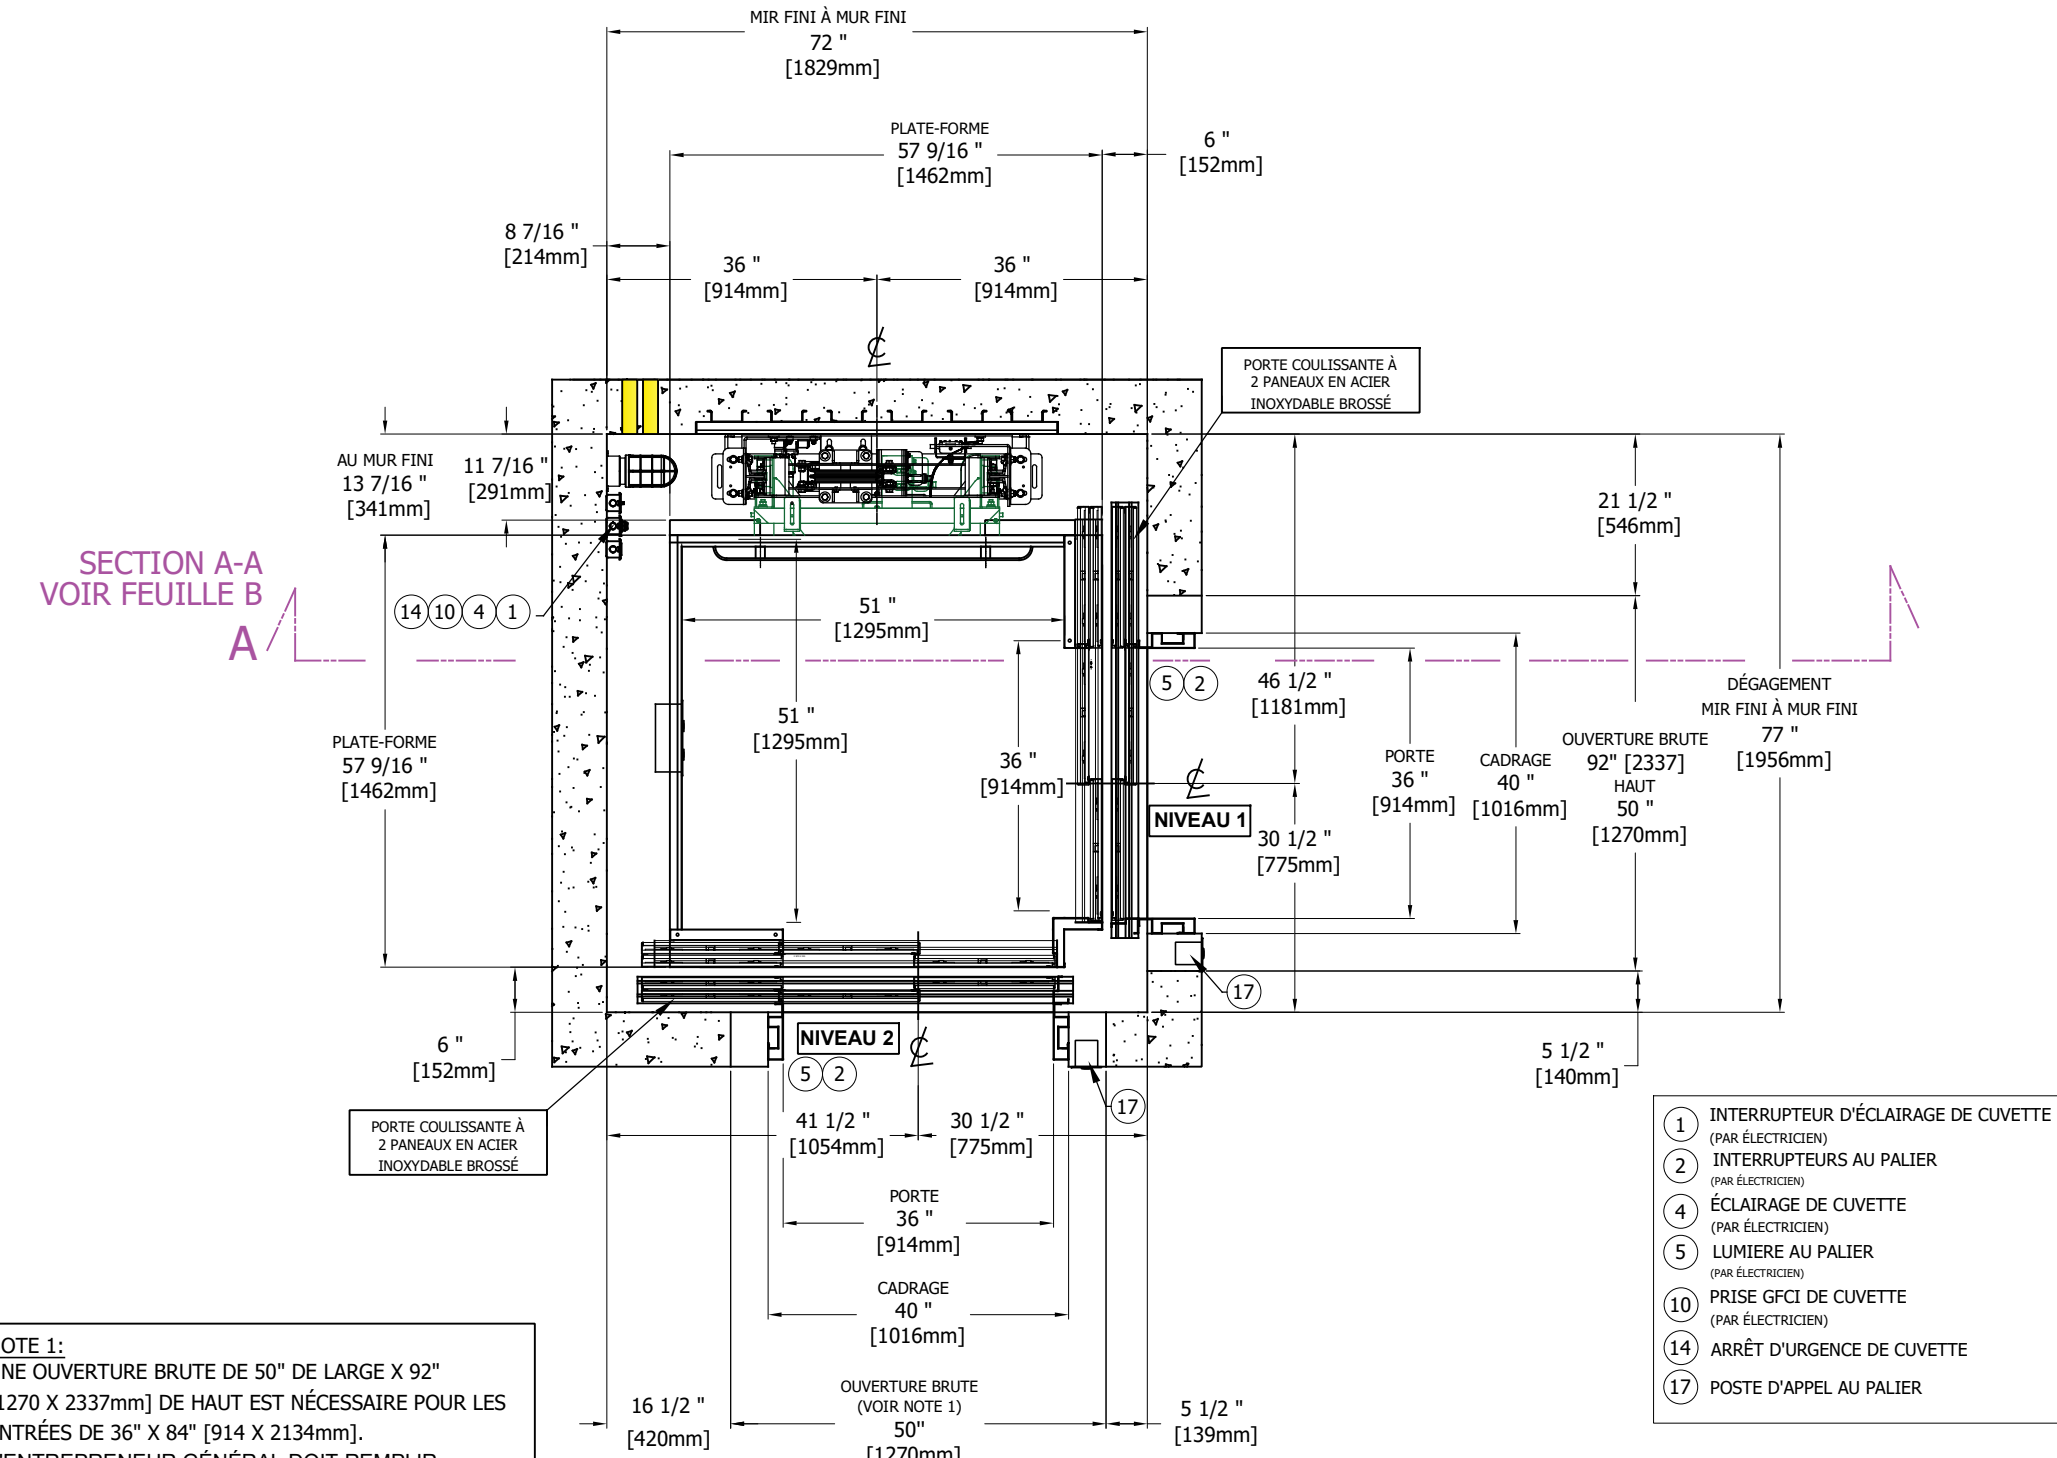 MIR FINI À MUR FINI
72 "
[1829mm]
PLATE-FORME
57 9/16 "
[1462mm]
6 "
[152mm]
8 7/16 "
[214mm]
36 "
[914mm]
36 "
[914mm]
PORTE COULISSANTE À
2 PANEAUX EN ACIER
INOXYDABLE BROSSÉ
AU MUR FINI
13 7/16 "
[341mm]
11 7/16 "
[291mm]
21 1/2 "
[546mm]
SECTION A-A
VOIR FEUILLE B
A
14 10 4 1
51 "
[1295mm]
51 "
[1295mm]
5 2
46 1/2 "
[1181mm]
DÉGAGEMENT
MIR FINI À MUR FINI
77 "
[1956mm]
PLATE-FORME
57 9/16 "
[1462mm]
36 "
[914mm]
PORTE
36 "
[914mm]
CADRAGE
40 "
[1016mm]
OUVERTURE BRUTE
92" [2337]
HAUT
50 "
[1270mm]
NIVEAU 1
30 1/2 "
[775mm]
17
6 "
[152mm]
NIVEAU 2
5 2
17
5 1/2 "
[140mm]
PORTE COULISSANTE À
2 PANEAUX EN ACIER
INOXYDABLE BROSSÉ
41 1/2 "
[1054mm]
30 1/2 "
[775mm]
PORTE
36 "
[914mm]
CADRAGE
40 "
[1016mm]
16 1/2 "
[420mm]
OUVERTURE BRUTE
(VOIR NOTE 1)
50"
[1270mm]
5 1/2 "
[139mm]
1 INTERRUPTEUR D'ÉCLAIRAGE DE CUVETTE
(PAR ÉLECTRICIEN)
2 INTERRUPTEURS AU PALIER
(PAR ÉLECTRICIEN)
4 ÉCLAIRAGE DE CUVETTE
(PAR ÉLECTRICIEN)
5 LUMIERE AU PALIER
(PAR ÉLECTRICIEN)
10 PRISE GFCI DE CUVETTE
(PAR ÉLECTRICIEN)
14 ARRÊT D'URGENCE DE CUVETTE
17 POSTE D'APPEL AU PALIER
OTE 1:
NE OUVERTURE BRUTE DE 50" DE LARGE X 92"
1270 X 2337mm] DE HAUT EST NÉCESSAIRE POUR LES
NTRÉES DE 36" X 84" [914 X 2134mm].
'ENTREPRENEUR GÉNÉRAL DOIT REMPLIR